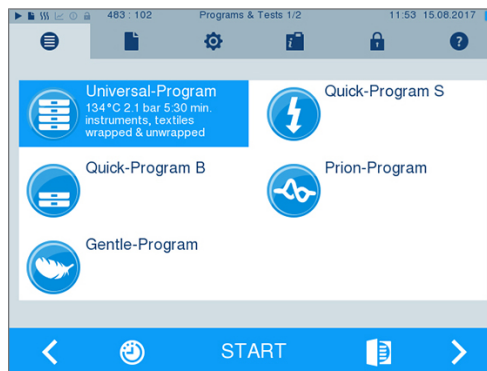 483 : 102 Programs & Tests 1/2 11:53 15.08.2017
i ?
Universal-Program
134°C 2.1 bar 5:30 min.
instruments, textiles
wrapped & unwrapped
Quick-Program S
Quick-Program B
Prion-Program
Gentle-Program
START